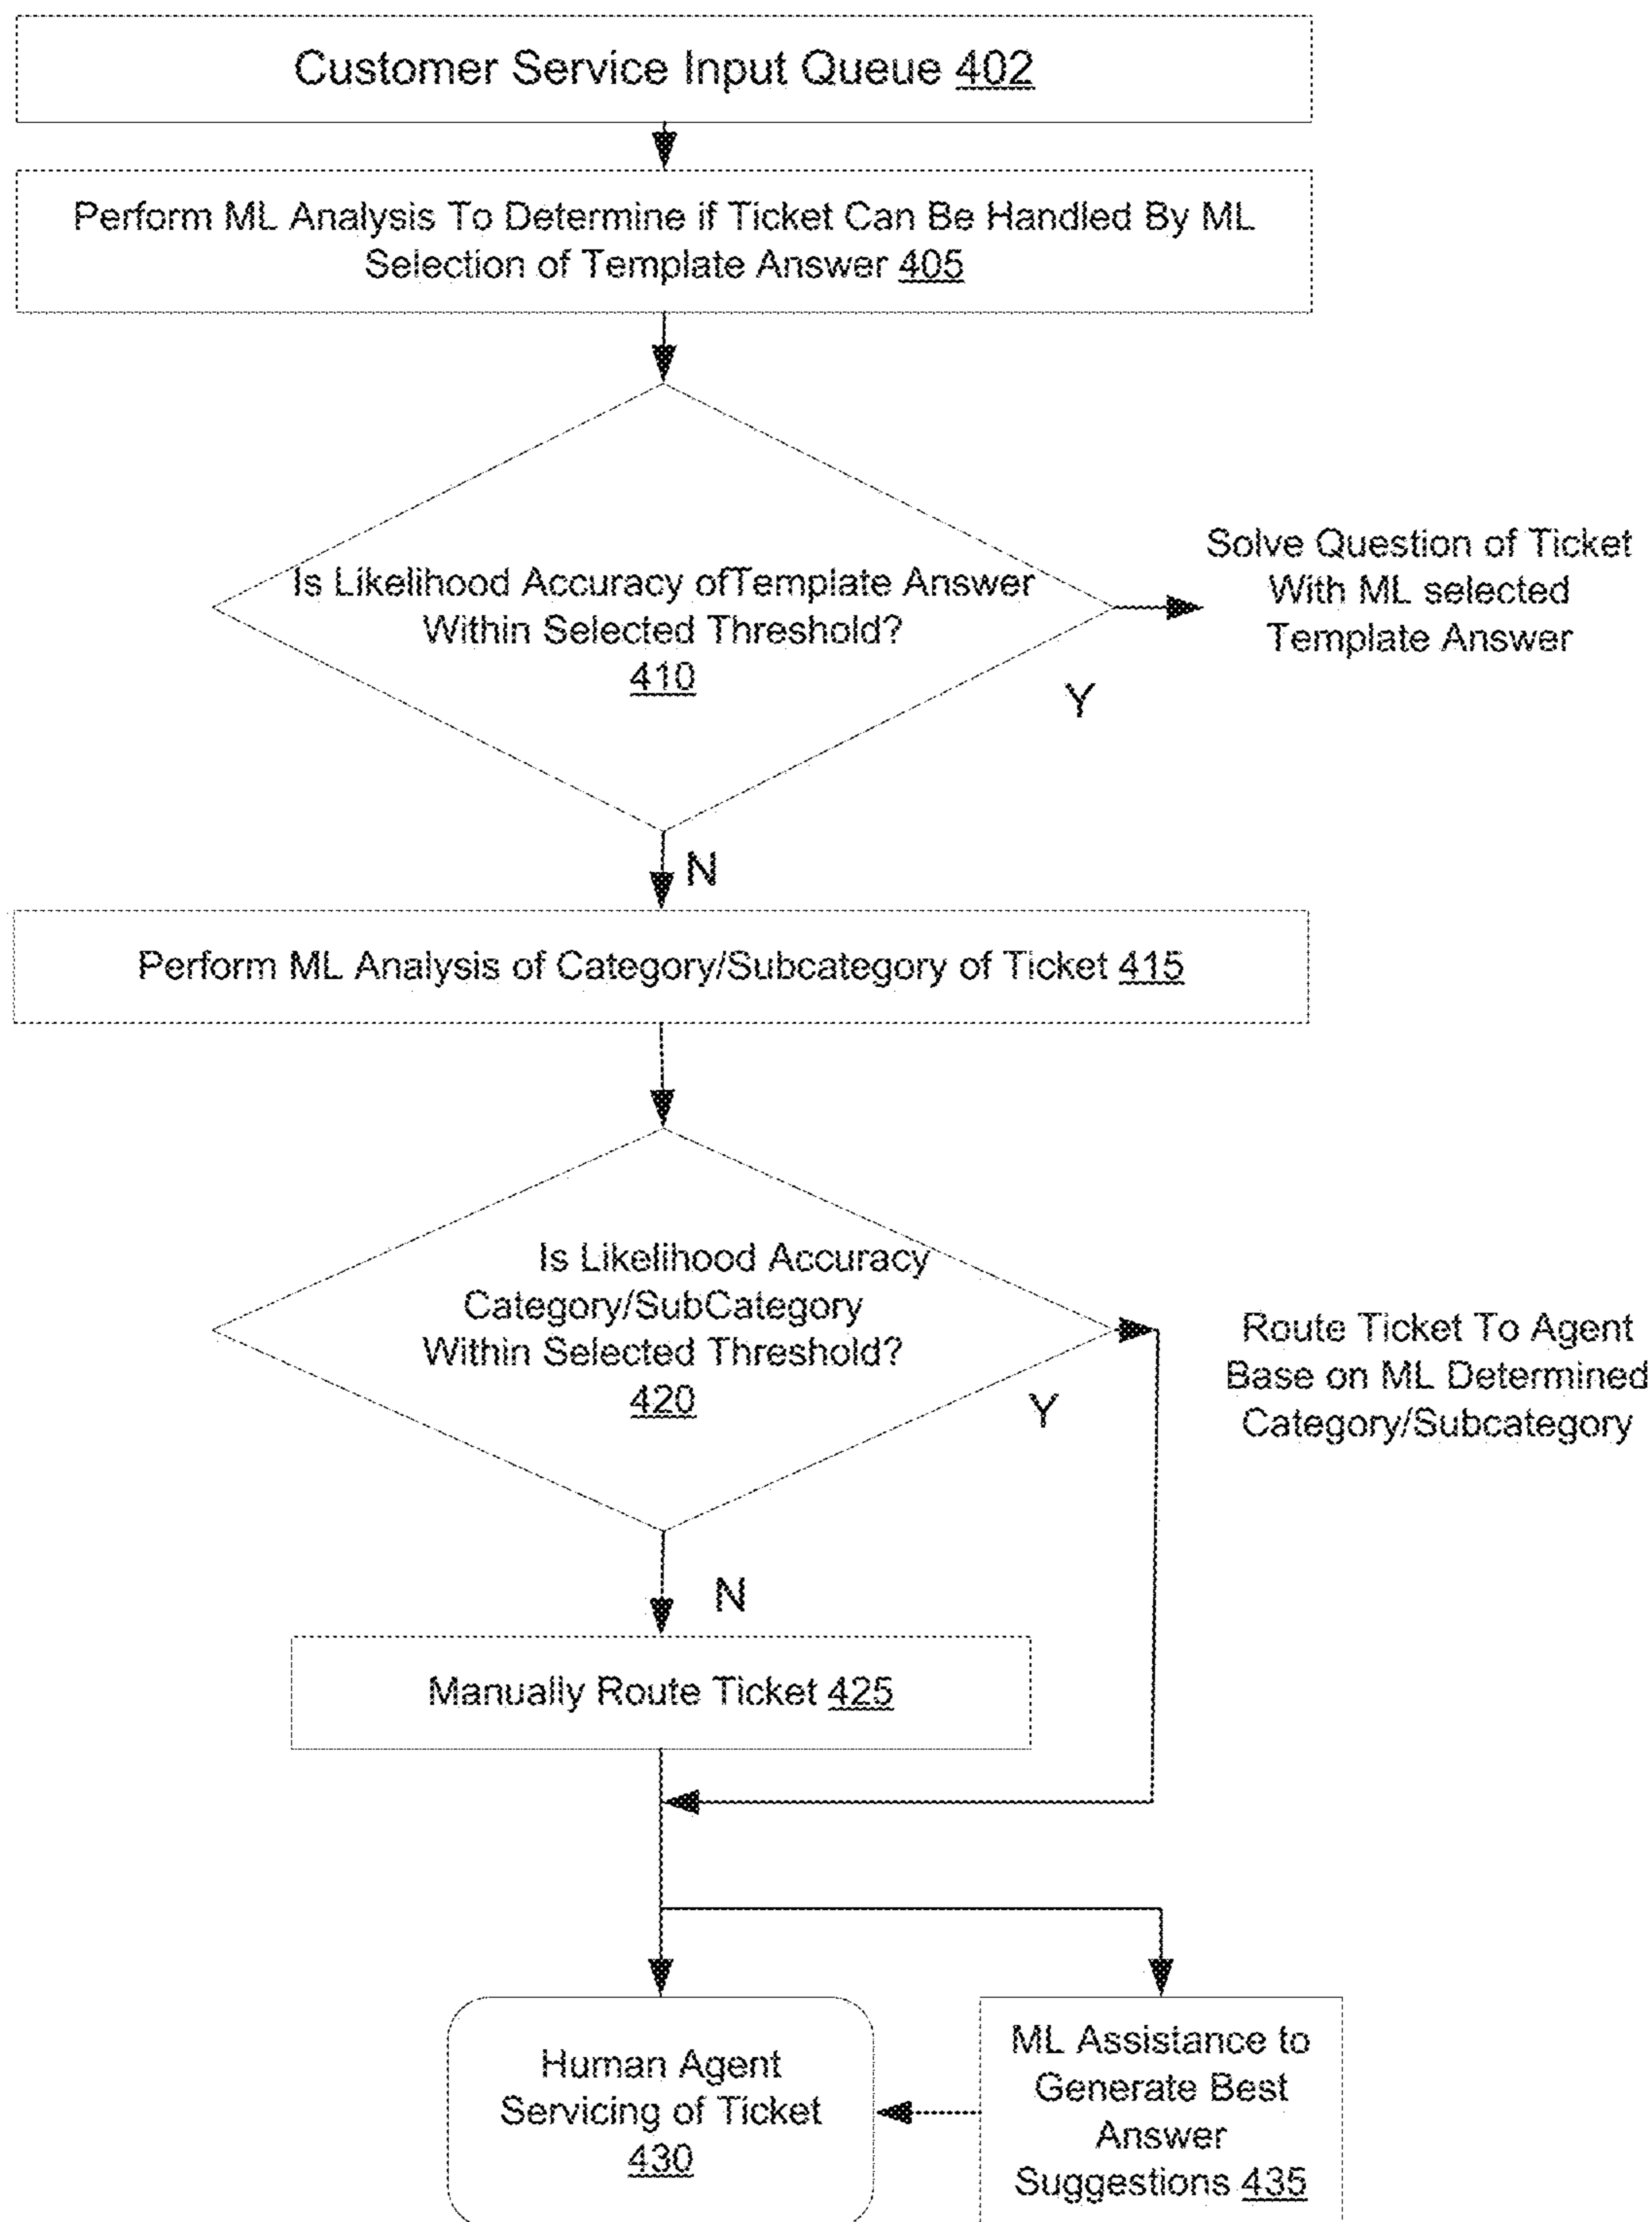 Customer Service Input Queue 402
Perform ML Analysis To Determine if Ticket Can Be Handled By ML
Selection of Template Answer 405
Is Likelihood Accuracy ofTemplate Answer
Within Selected Threshold?
410
Solve Question of Ticket
With ML selected
Template Answer
Y
N
Perform ML Analysis of Category/Subcategory of Ticket 415
Is Likelihood Accuracy
Category/SubCategory
Within Selected Threshold?
420
Route Ticket To Agent
Base on ML Determined
Category/Subcategory
Y
N
Manually Route Ticket 425
Human Agent
Servicing of Ticket
430
ML Assistance to
Generate Best
Answer
Suggestions 435